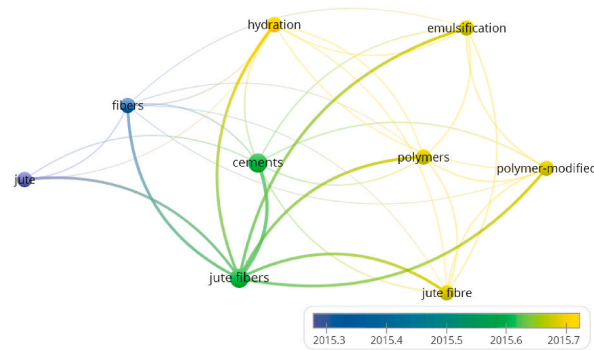 hydration
emulsification
fibers
cements
polymers
polymer-modified
jute
jute fibers
jute fibre
2015.3 2015.4 2015.5 2015.6 2015.7